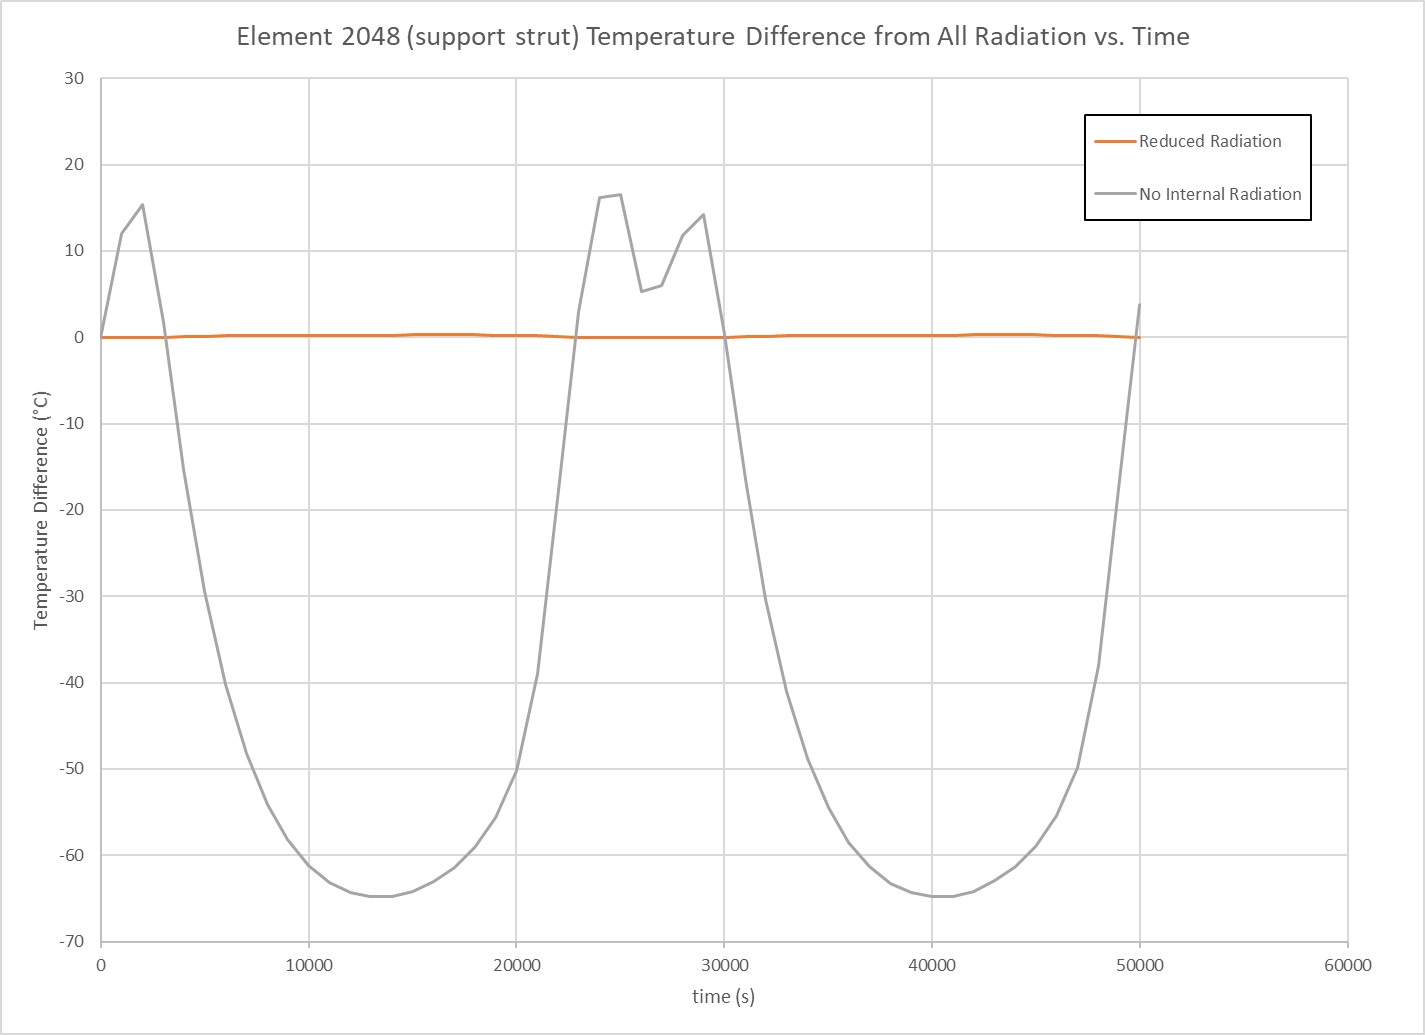 Element 2048 (support strut) Temperature Difference from All Radiation vs. Time
30
20
10
0
-10
-20
-30
-40
-50
-60
-70
Temperature Difference (°C)
Reduced Radiation
No Internal Radiation
0 10000 20000 30000 40000 50000 60000
time (s)